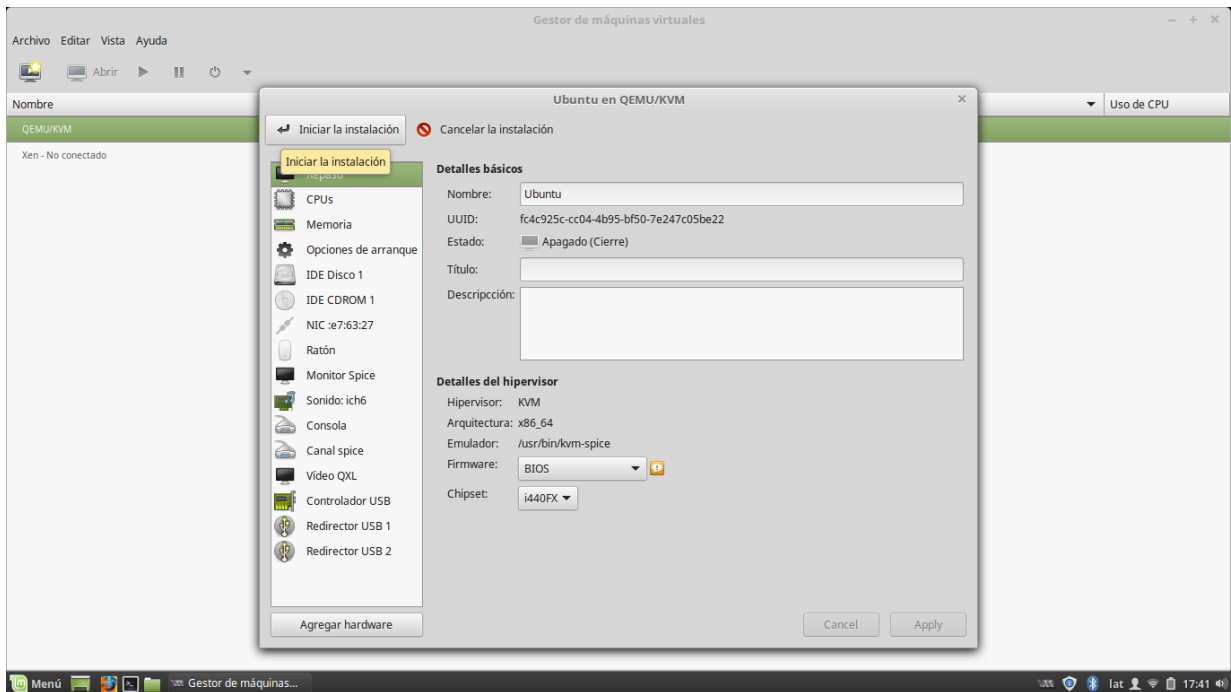 Gestor de máquinas virtuales
Archivo Editar Vista Ayuda
Abrir
Nombre
Uso de CPU
QEMU/KVM
Xen - No conectado
Ubuntu en QEMU/KVM
Iniciar la instalación
Cancelar la instalación
Iniciar la instalación
Repaso
CPUs
Memoria
Opciones de arranque
IDE Disco 1
IDE CDROM 1
NIC :e7:63:27
Ratón
Monitor Spice
Sonido: ich6
Consola
Canal spice
Vídeo QXL
Controlador USB
Redirector USB 1
Redirector USB 2
Agregar hardware
Detalles básicos
Nombre: Ubuntu
UUID: fc4c925c-cc04-4b95-bf50-7e247c05be22
Estado: Apagado (Cierre)
Título:
Descripcción:
Detalles del hipervisor
Hipervisor: KVM
Arquitectura: x86_64
Emulador: /usr/bin/kvm-spice
Firmware: BIOS
Chipset: i440FX
Cancel Apply
Menú
Gestor de máquinas...
lat
17:41